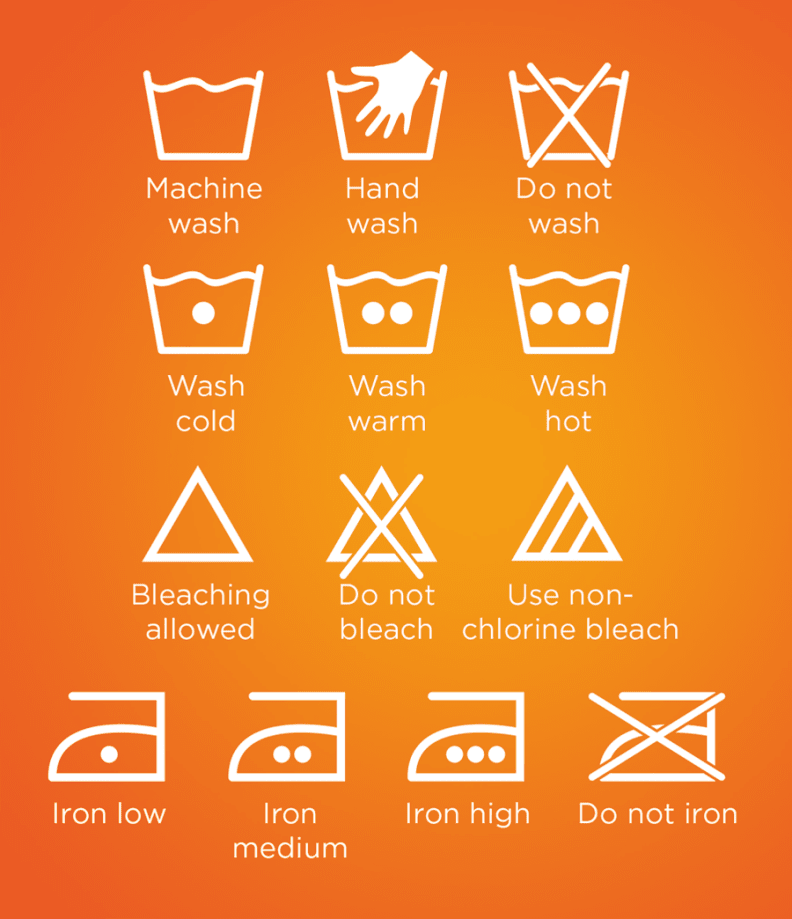 Machine
wash
Hand
wash
Do not
wash
Wash
cold
Wash
warm
Wash
hot
Bleaching
allowed
Do not
bleach
Use non-
chlorine bleach
Iron low
Iron
medium
Iron high
Do not iron